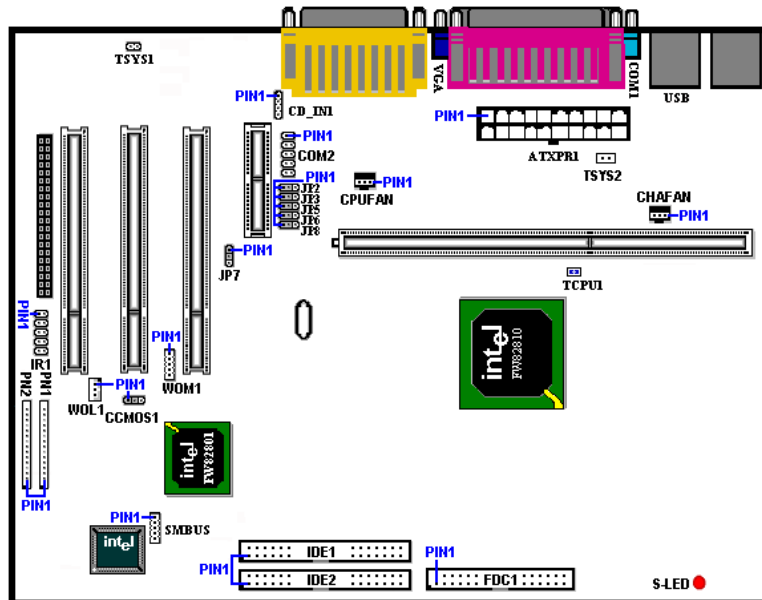 TSYS1
VGA
COM1
USB
PIN1
CD_IN1
PIN1
COM2
PIN1
ATXPR1
TSYS2
PIN1
JP2
JP3
JP5
JP6
JP8
CPUFAN
PIN1
CHAFAN
PIN1
PIN1
JP7
TCPU1
PIN1
IR1
PIN1
WOM1
intel
FW82810
PN2
PN1
WOL1
PIN1
CCMOS1
intel
FW82801
PIN1
PIN1
SMBUS
intel
IDE1
PIN1
IDE2
PIN1
FDC1
S-LED